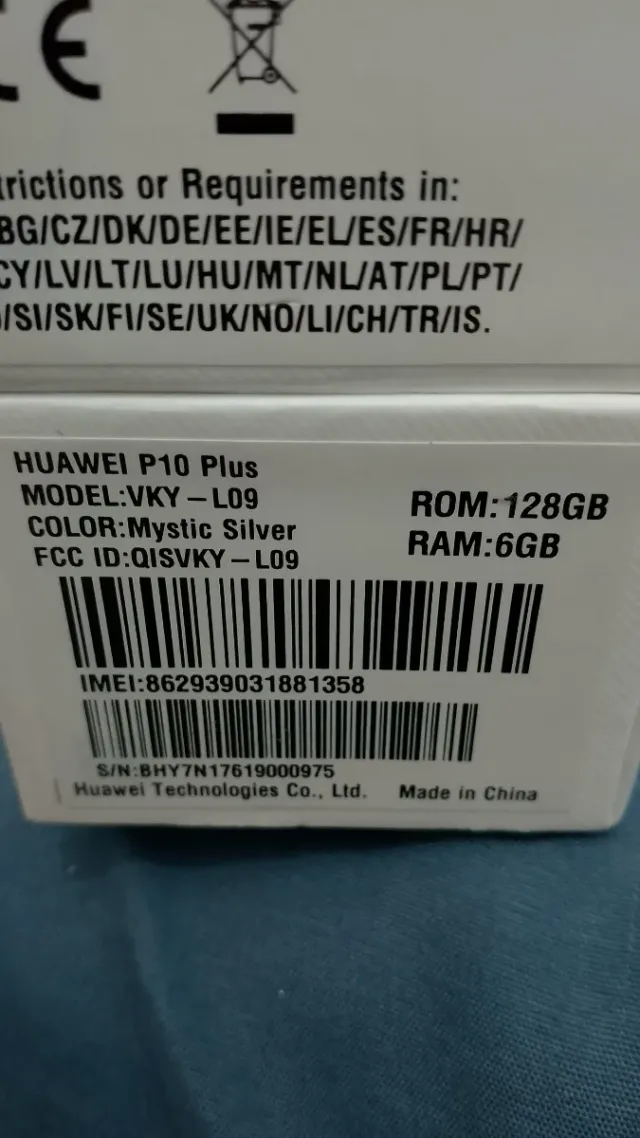 CE
trictions or Requirements in:
BG/CZ/DK/DE/EE/IE/EL/ES/FR/HR/
CY/LV/LT/LU/HU/MT/NL/AT/PL/PT/
/SI/SK/FI/SE/UK/NO/LI/CH/TR/IS.
HUAWEI P10 Plus
MODEL:VKY–L09
COLOR:Mystic Silver
FCC ID:QISVKY–L09
ROM:128GB
RAM:6GB
IMEI:862939031881358
S/N:BHY7N17619000975
Huawei Technologies Co., Ltd. Made in China